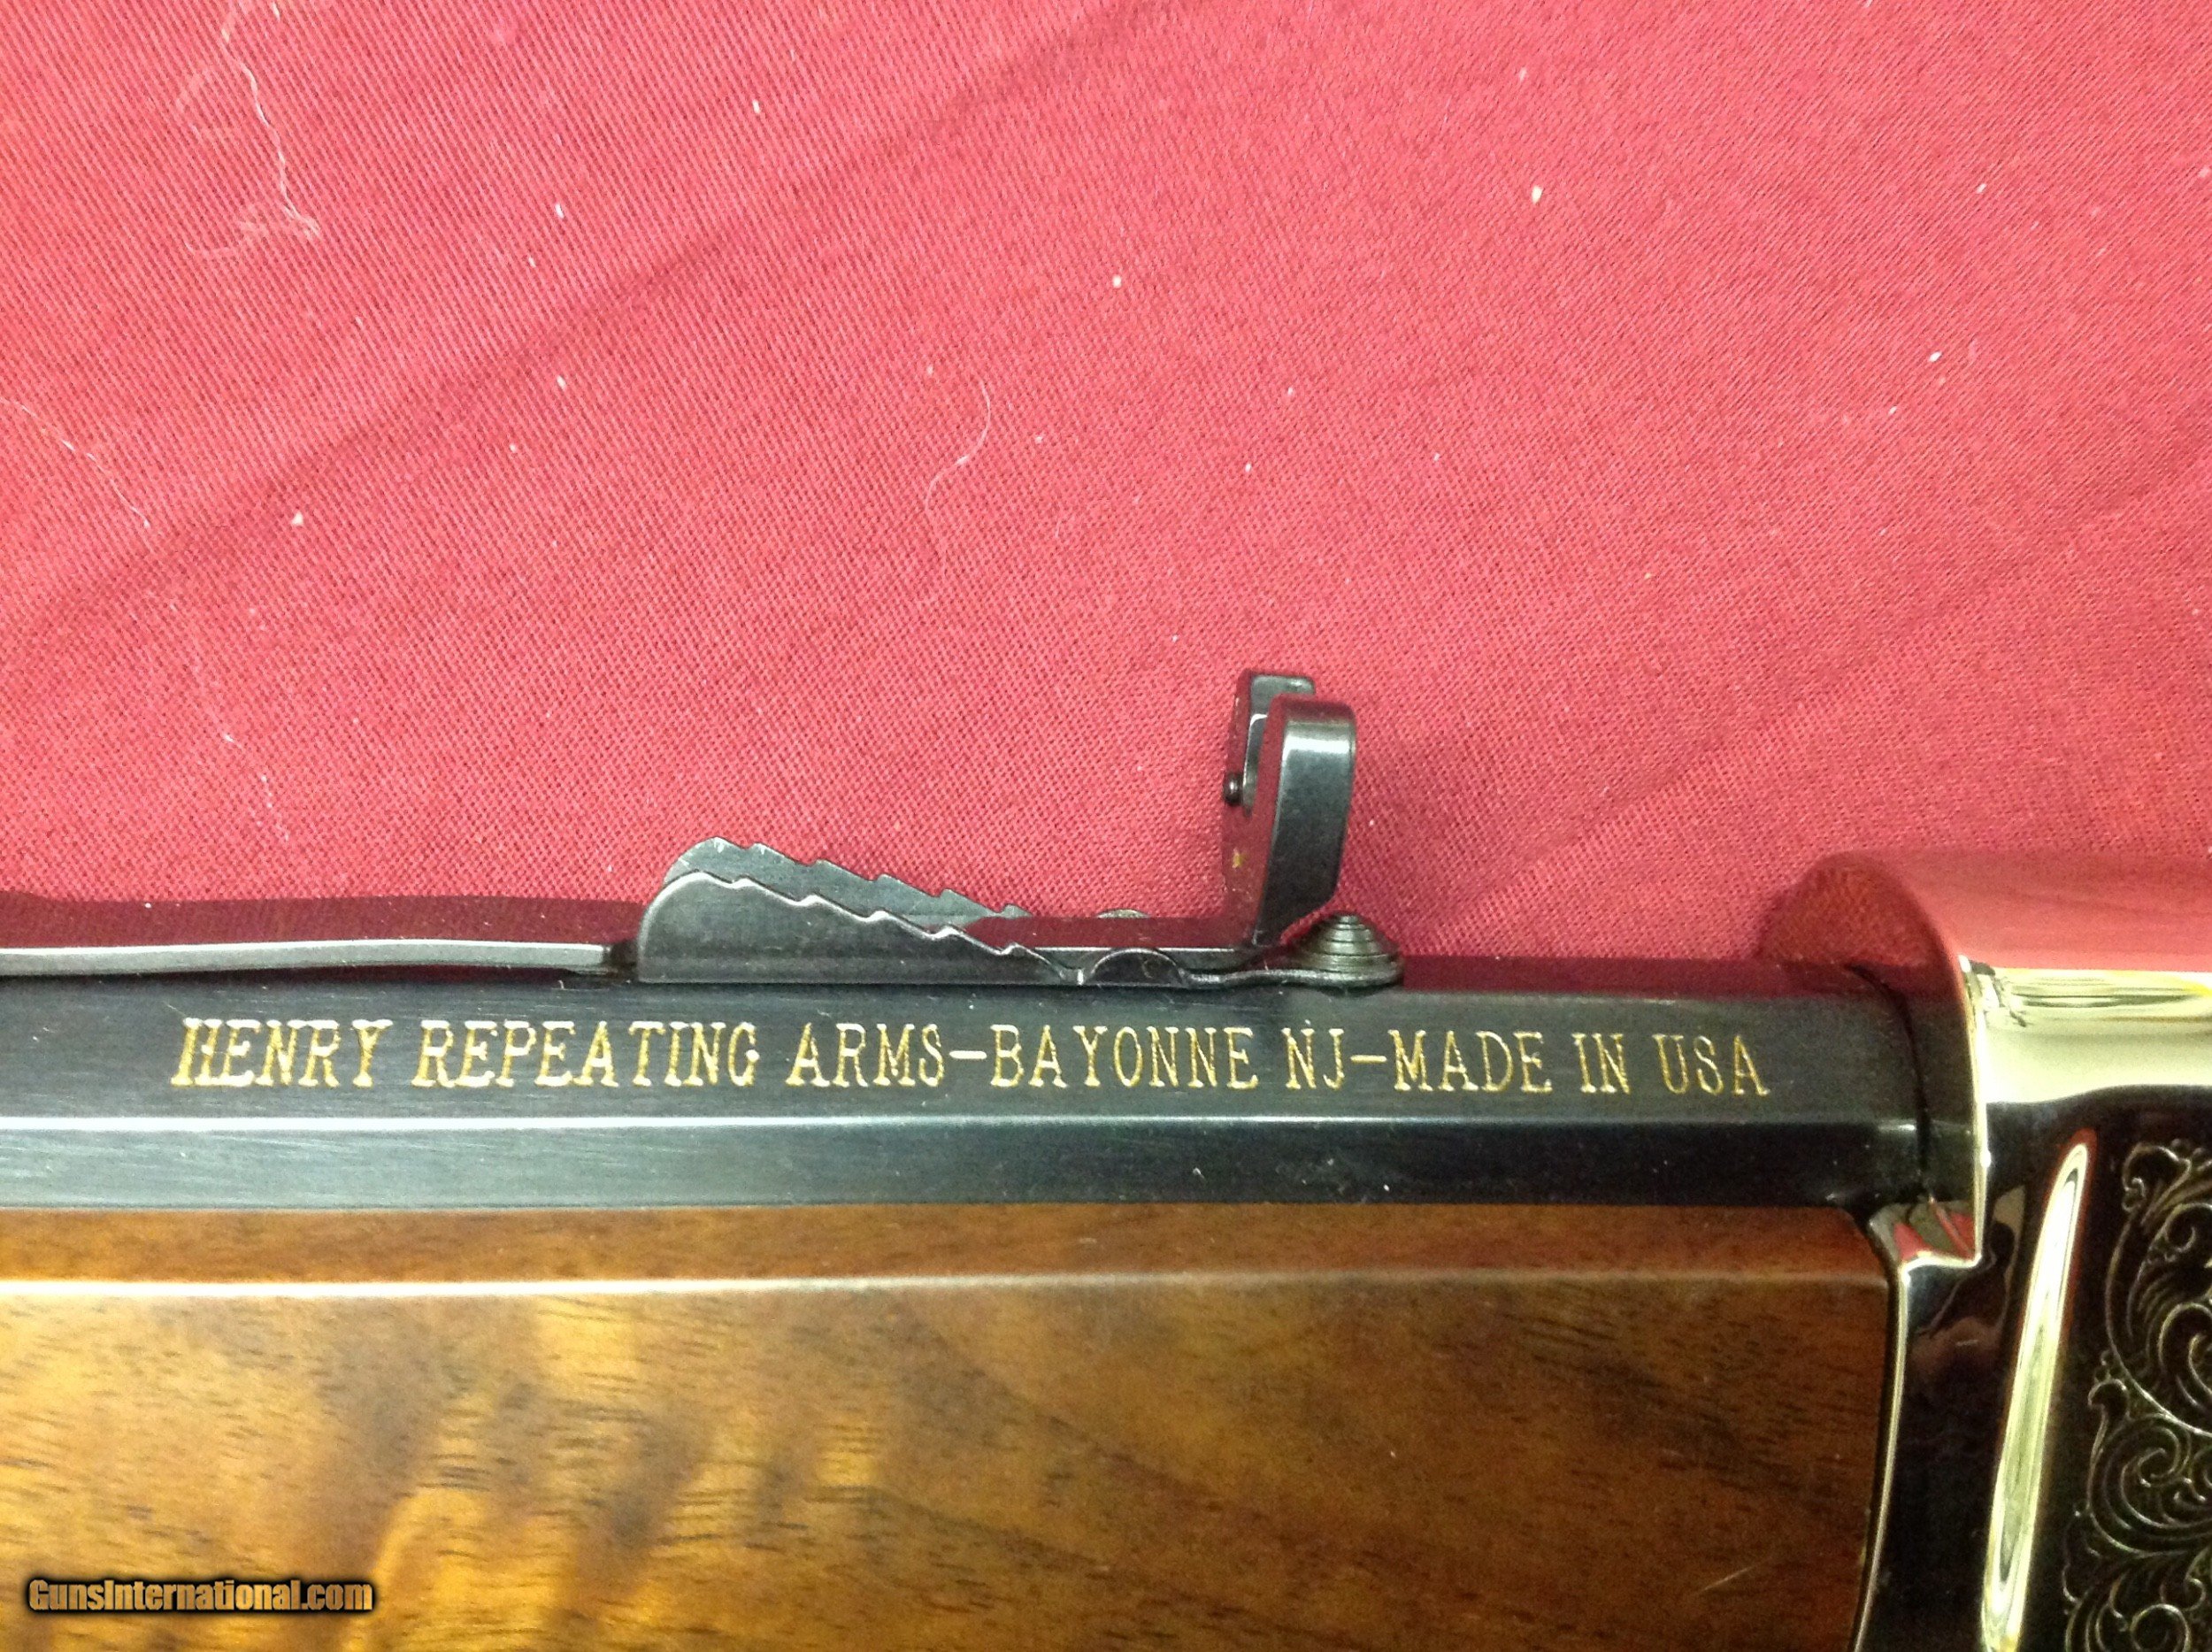 HENRY REPEATING ARMS-BAYONNE NJ-MADE IN USA
GunsInternational.com